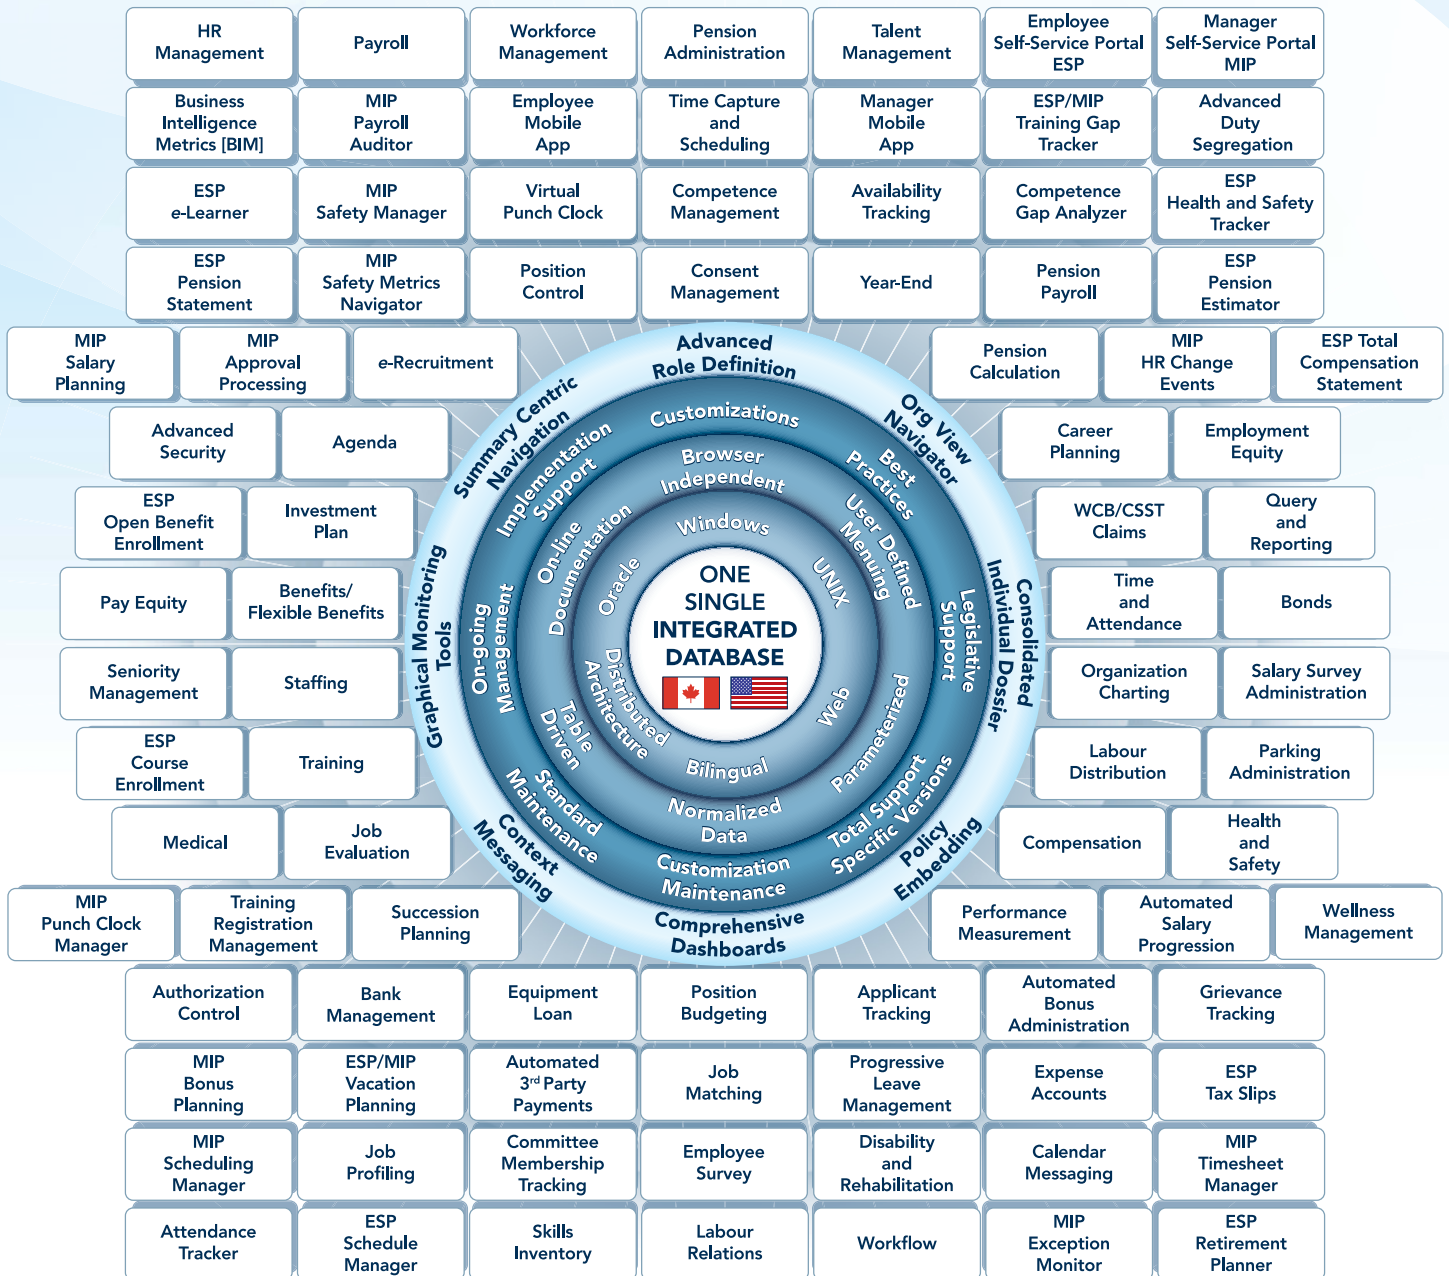 HR
Management
Payroll
Workforce
Management
Pension
Administration
Talent
Management
Employee
Self-Service Portal
ESP
Manager
Self-Service Portal
MIP
Business
Intelligence
Metrics [BIM]
MIP
Payroll
Auditor
Employee
Mobile
App
Time Capture
and
Scheduling
Manager
Mobile
App
ESP/MIP
Training Gap
Tracker
Advanced
Duty
Segregation
ESP
e-Learner
MIP
Safety Manager
Virtual
Punch Clock
Competence
Management
Availability
Tracking
Competence
Gap Analyzer
ESP
Health and Safety
Tracker
ESP
Pension
Statement
MIP
Safety Metrics
Navigator
Position
Control
Consent
Management
Year-End
Pension
Payroll
ESP
Pension
Estimator
MIP
Salary
Planning
MIP
Approval
Processing
e-Recruitment
Pension
Calculation
MIP
HR Change
Events
ESP Total
Compensation
Statement
Advanced
Security
Agenda
Career
Planning
Employment
Equity
ESP
Open Benefit
Enrollment
Investment
Plan
WCB/CSST
Claims
Query
and
Reporting
Pay Equity
Benefits/
Flexible Benefits
Time
and
Attendance
Bonds
Seniority
Management
Staffing
Organization
Charting
Salary Survey
Administration
ESP
Course
Enrollment
Training
Labour
Distribution
Parking
Administration
Medical
Job
Evaluation
Compensation
Health
and
Safety
MIP
Punch Clock
Manager
Training
Registration
Management
Succession
Planning
Performance
Measurement
Automated
Salary
Progression
Wellness
Management
Advanced
Role Definition
Org View
Navigator
Consolidated
Individual Dossier
Policy
Embedding
Comprehensive
Dashboards
Context
Messaging
Graphical Monitoring
Tools
Summary Centric
Navigation
Customizations
Best
Practices
Legislative
Support
Total Support
Specific Versions
Customization
Maintenance
Standard
Maintenance
On-going
Management
Implementation
Support
Browser
Independent
User Defined
Menuing
Parameterized
Normalized
Data
Table
Driven
On-line
Documentation
Windows
UNIX
Web
Bilingual
Distributed
Architecture
Oracle
ONE
SINGLE
INTEGRATED
DATABASE
Authorization
Control
Bank
Management
Equipment
Loan
Position
Budgeting
Applicant
Tracking
Automated
Bonus
Administration
Grievance
Tracking
MIP
Bonus
Planning
ESP/MIP
Vacation
Planning
Automated
3rd Party
Payments
Job
Matching
Progressive
Leave
Management
Expense
Accounts
ESP
Tax Slips
MIP
Scheduling
Manager
Job
Profiling
Committee
Membership
Tracking
Employee
Survey
Disability
and
Rehabilitation
Calendar
Messaging
MIP
Timesheet
Manager
Attendance
Tracker
ESP
Schedule
Manager
Skills
Inventory
Labour
Relations
Workflow
MIP
Exception
Monitor
ESP
Retirement
Planner